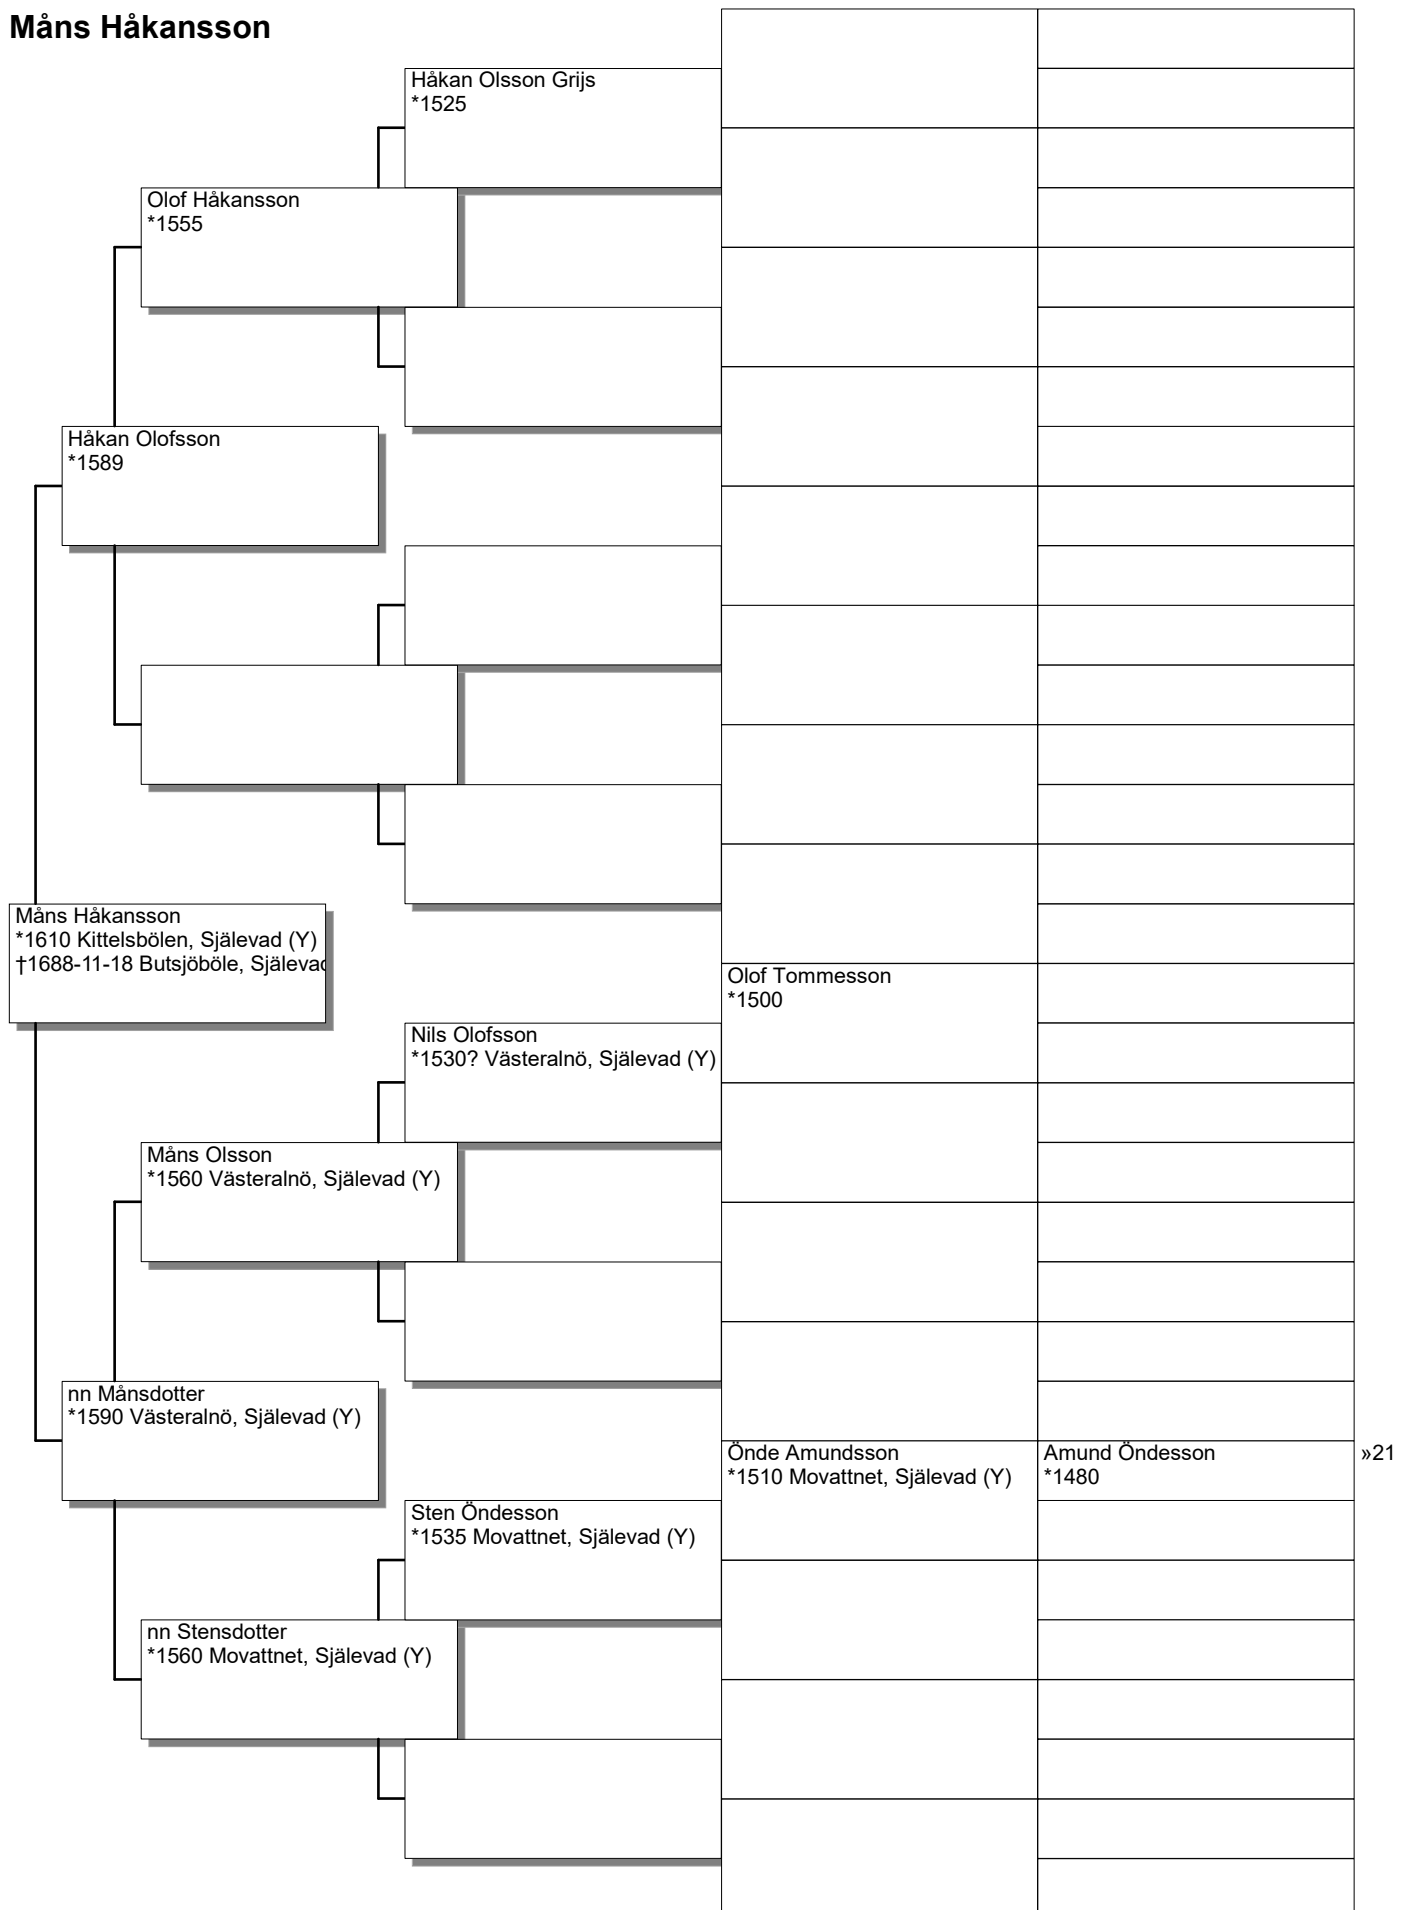 Måns Håkansson
Håkan Olsson Grijs
*1525
Olof Håkansson
*1555
Håkan Olofsson
*1589
Måns Håkansson
*1610 Kittelsbölen, Själevad (Y)
†1688-11-18 Butsjöböle, Själevad
Olof Tommesson
*1500
Nils Olofsson
*1530? Västeralnö, Själevad (Y)
Måns Olsson
*1560 Västeralnö, Själevad (Y)
nn Månsdotter
*1590 Västeralnö, Själevad (Y)
Önde Amundsson
*1510 Movattnet, Själevad (Y)
Amund Öndesson
*1480
»21
Sten Öndesson
*1535 Movattnet, Själevad (Y)
nn Stensdotter
*1560 Movattnet, Själevad (Y)